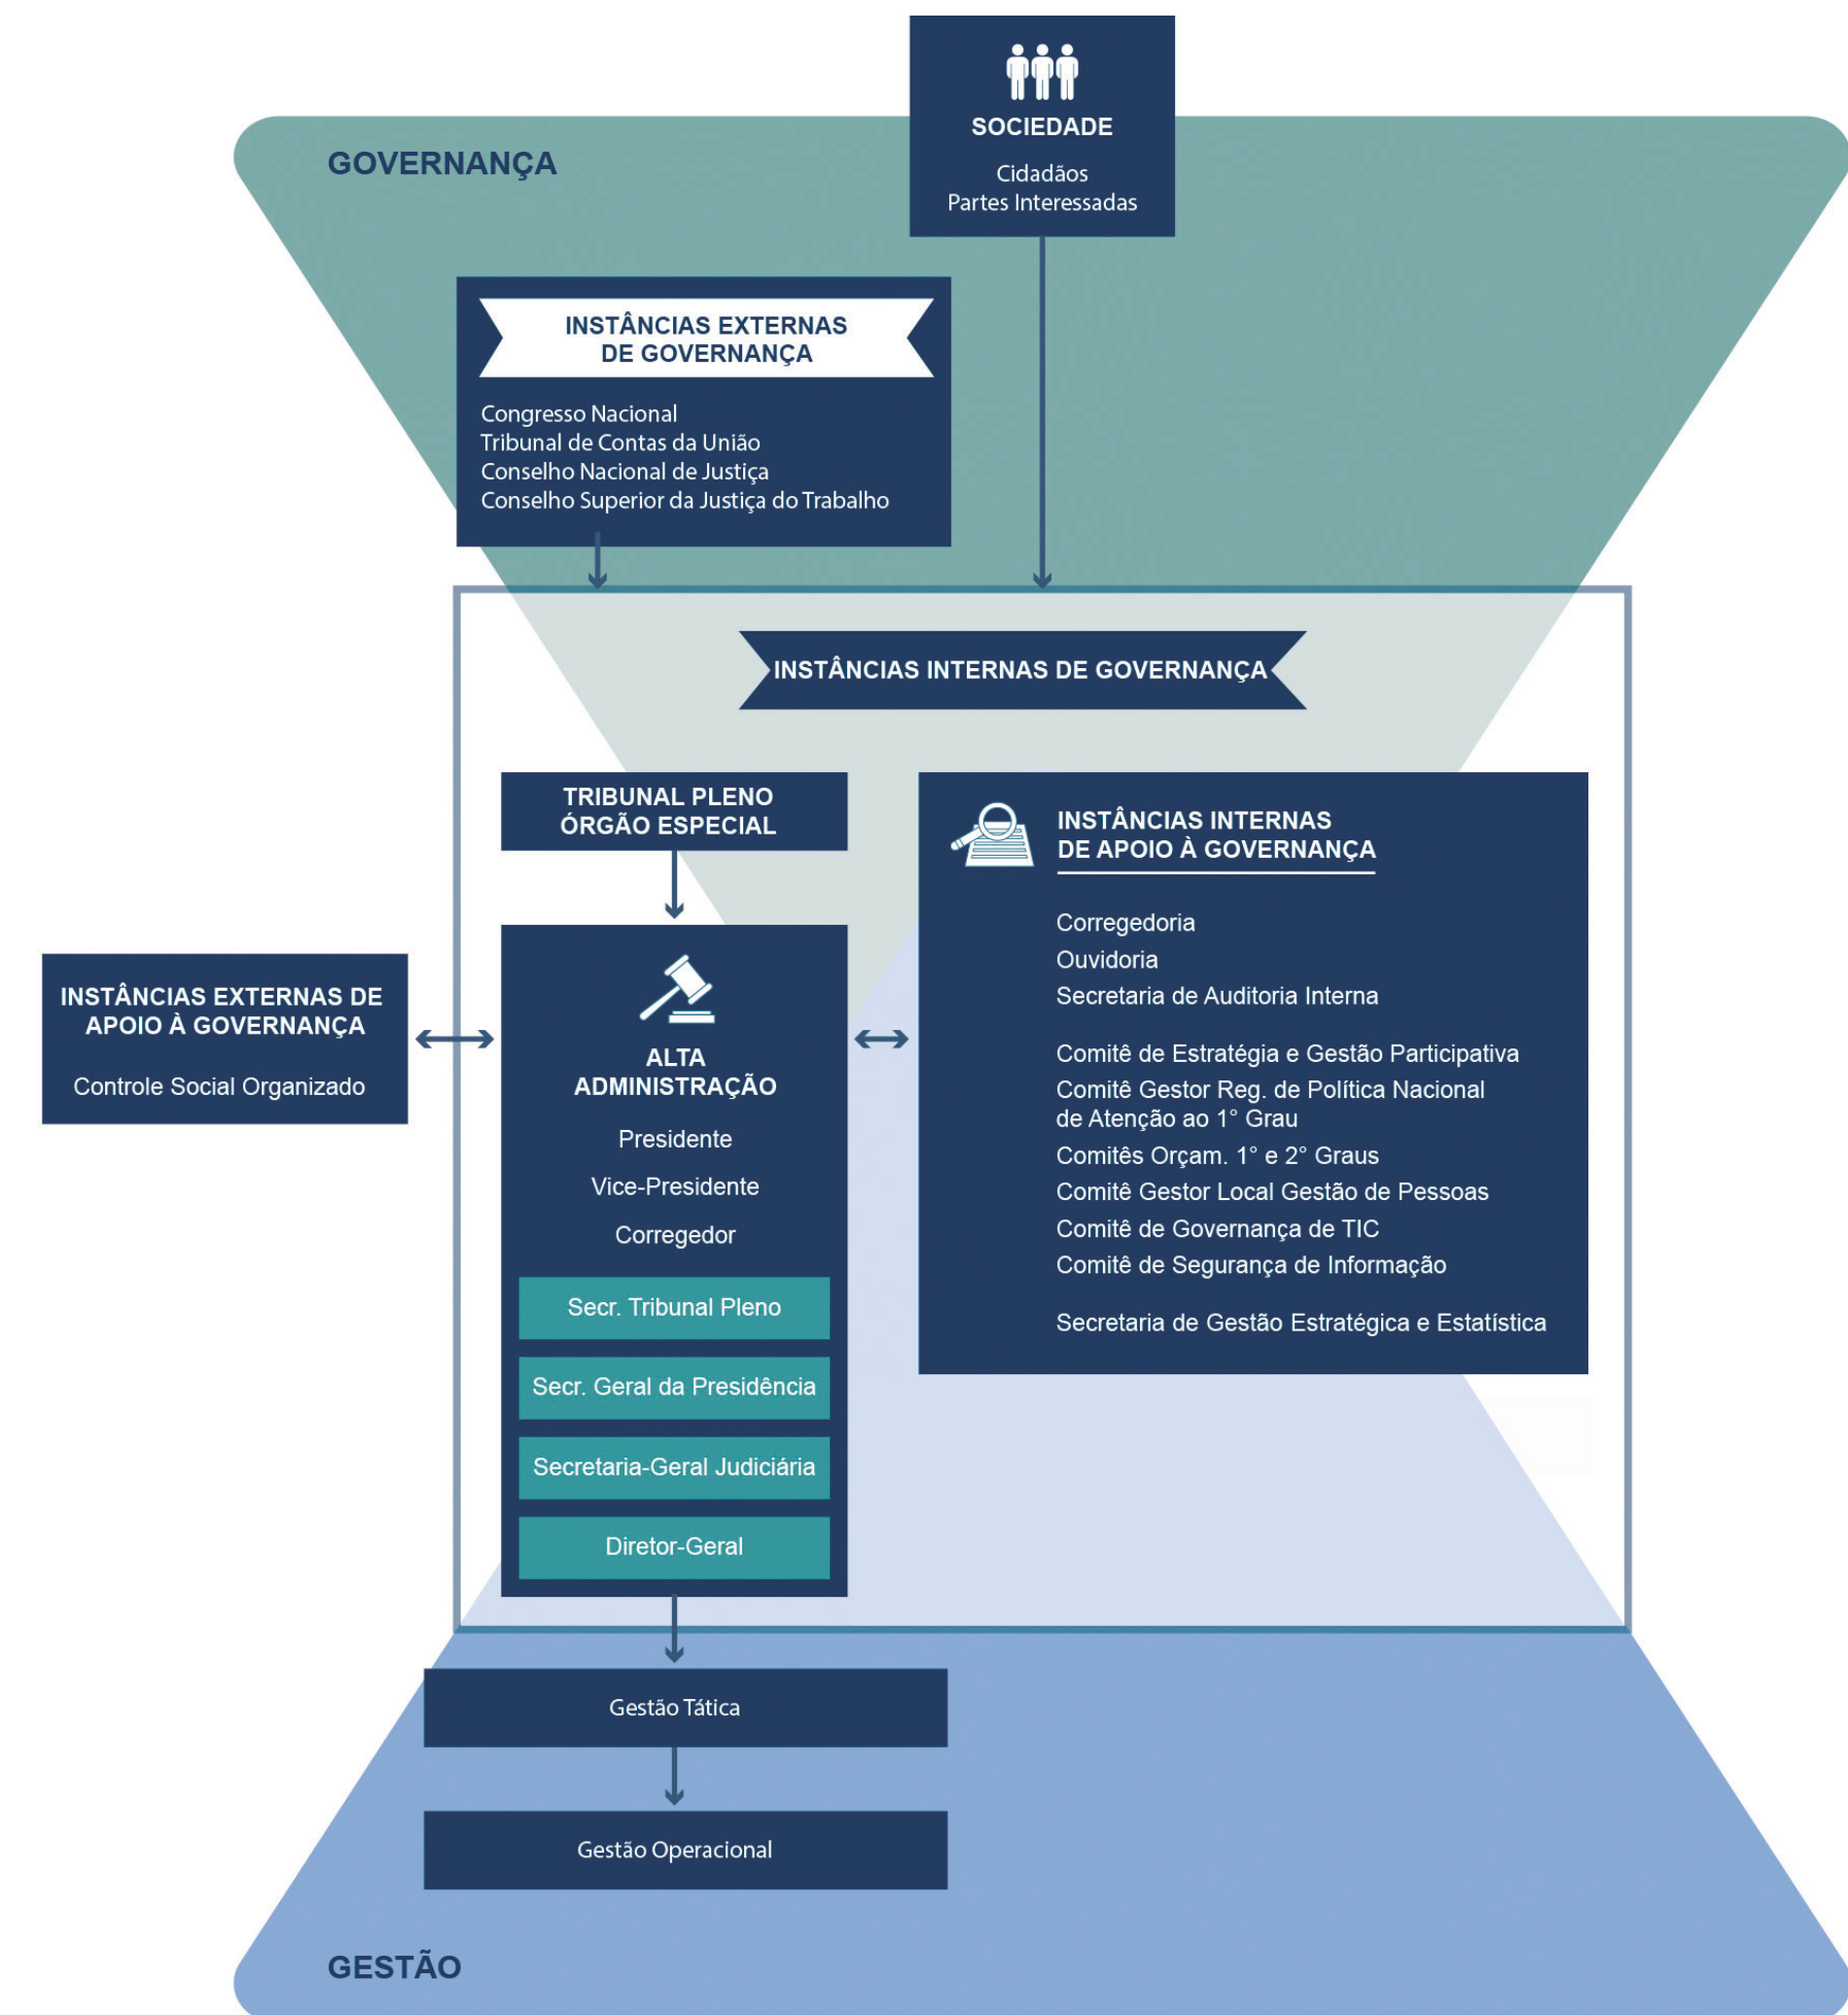 SOCIEDADE
Cidadãos
Partes Interessadas
GOVERNANÇA
INSTÂNCIAS EXTERNAS
DE GOVERNANÇA
Congresso Nacional
Tribunal de Contas da União
Conselho Nacional de Justiça
Conselho Superior da Justiça do Trabalho
INSTÂNCIAS INTERNAS DE GOVERNANÇA
TRIBUNAL PLENO
ÓRGÃO ESPECIAL
INSTÂNCIAS EXTERNAS DE
APOIO À GOVERNANÇA
Controle Social Organizado
ALTA
ADMINISTRAÇÃO
Presidente
Vice-Presidente
Corregedor
Secr. Tribunal Pleno
Secr. Geral da Presidência
Secretaria-Geral Judiciária
Diretor-Geral
INSTÂNCIAS INTERNAS
DE APOIO À GOVERNANÇA
Corregedoria
Ouvidoria
Secretaria de Auditoria Interna
Comitê de Estratégia e Gestão Participativa
Comitê Gestor Reg. de Política Nacional
de Atenção ao 1° Grau
Comitês Orçam. 1° e 2° Graus
Comitê Gestor Local Gestão de Pessoas
Comitê de Governança de TIC
Comitê de Segurança de Informação
Secretaria de Gestão Estratégica e Estatística
Gestão Tática
Gestão Operacional
GESTÃO